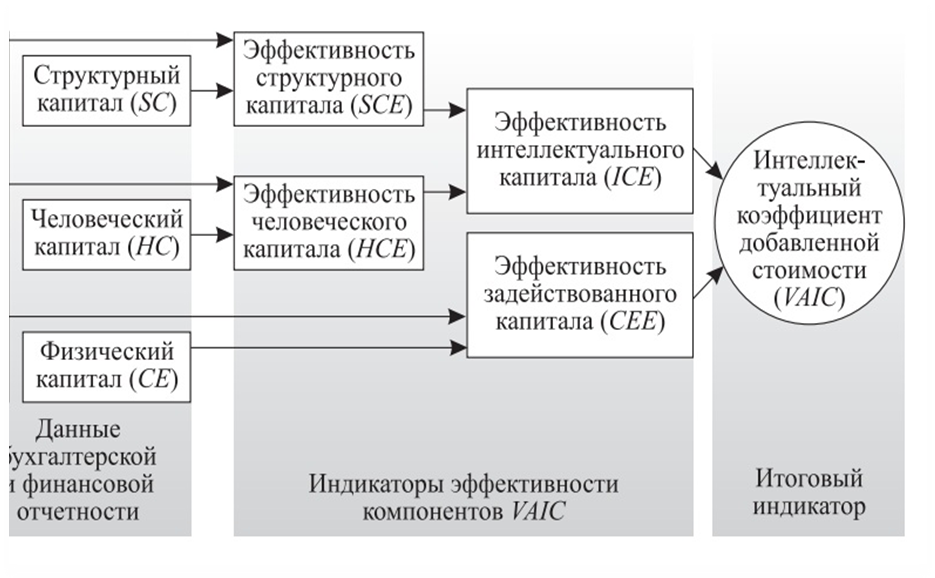 Структурный
капитал (SC)
Эффективность
структурного
капитала (SCE)
Человеческий
капитал (HC)
Эффективность
человеческого
капитала (HCE)
Эффективность
интеллектуального
капитала (ICE)
Физический
капитал (CE)
Эффективность
задействованного
капитала (CEE)
Интеллек-
туальный
коэффициент
добавленной
стоимости
(VAIC)
Данные
бухгалтерской
и финансовой
отчетности
Индикаторы эффективности
компонентов VAIC
Итоговый
индикатор